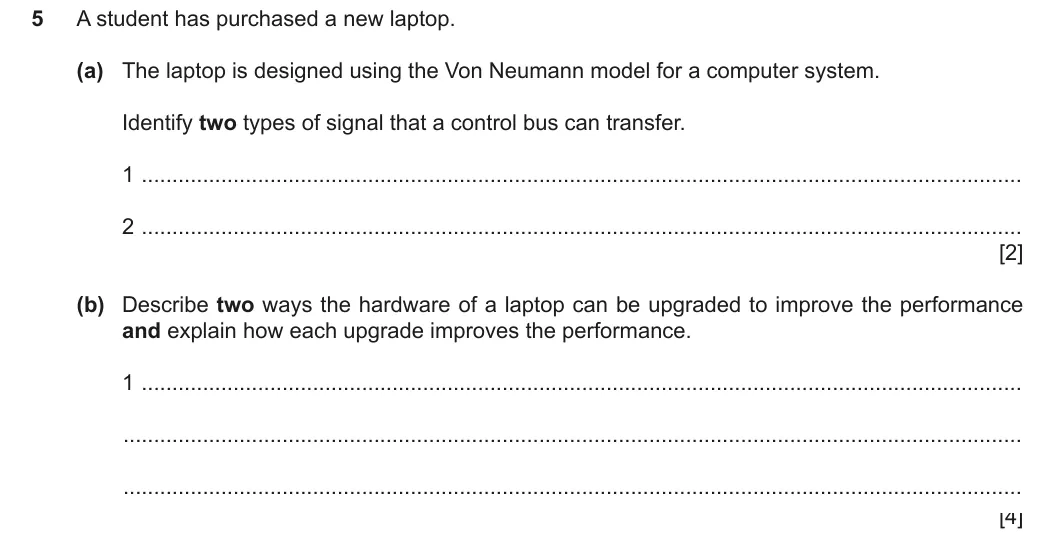 5 A student has purchased a new laptop.
(a) The laptop is designed using the Von Neumann model for a computer system.
Identify two types of signal that a control bus can transfer.
1 ................................................................................................................................................
2 ................................................................................................................................................
[2]
(b) Describe two ways the hardware of a laptop can be upgraded to improve the performance
and explain how each upgrade improves the performance.
1 ................................................................................................................................................
...................................................................................................................................................
...................................................................................................................................................
[4]